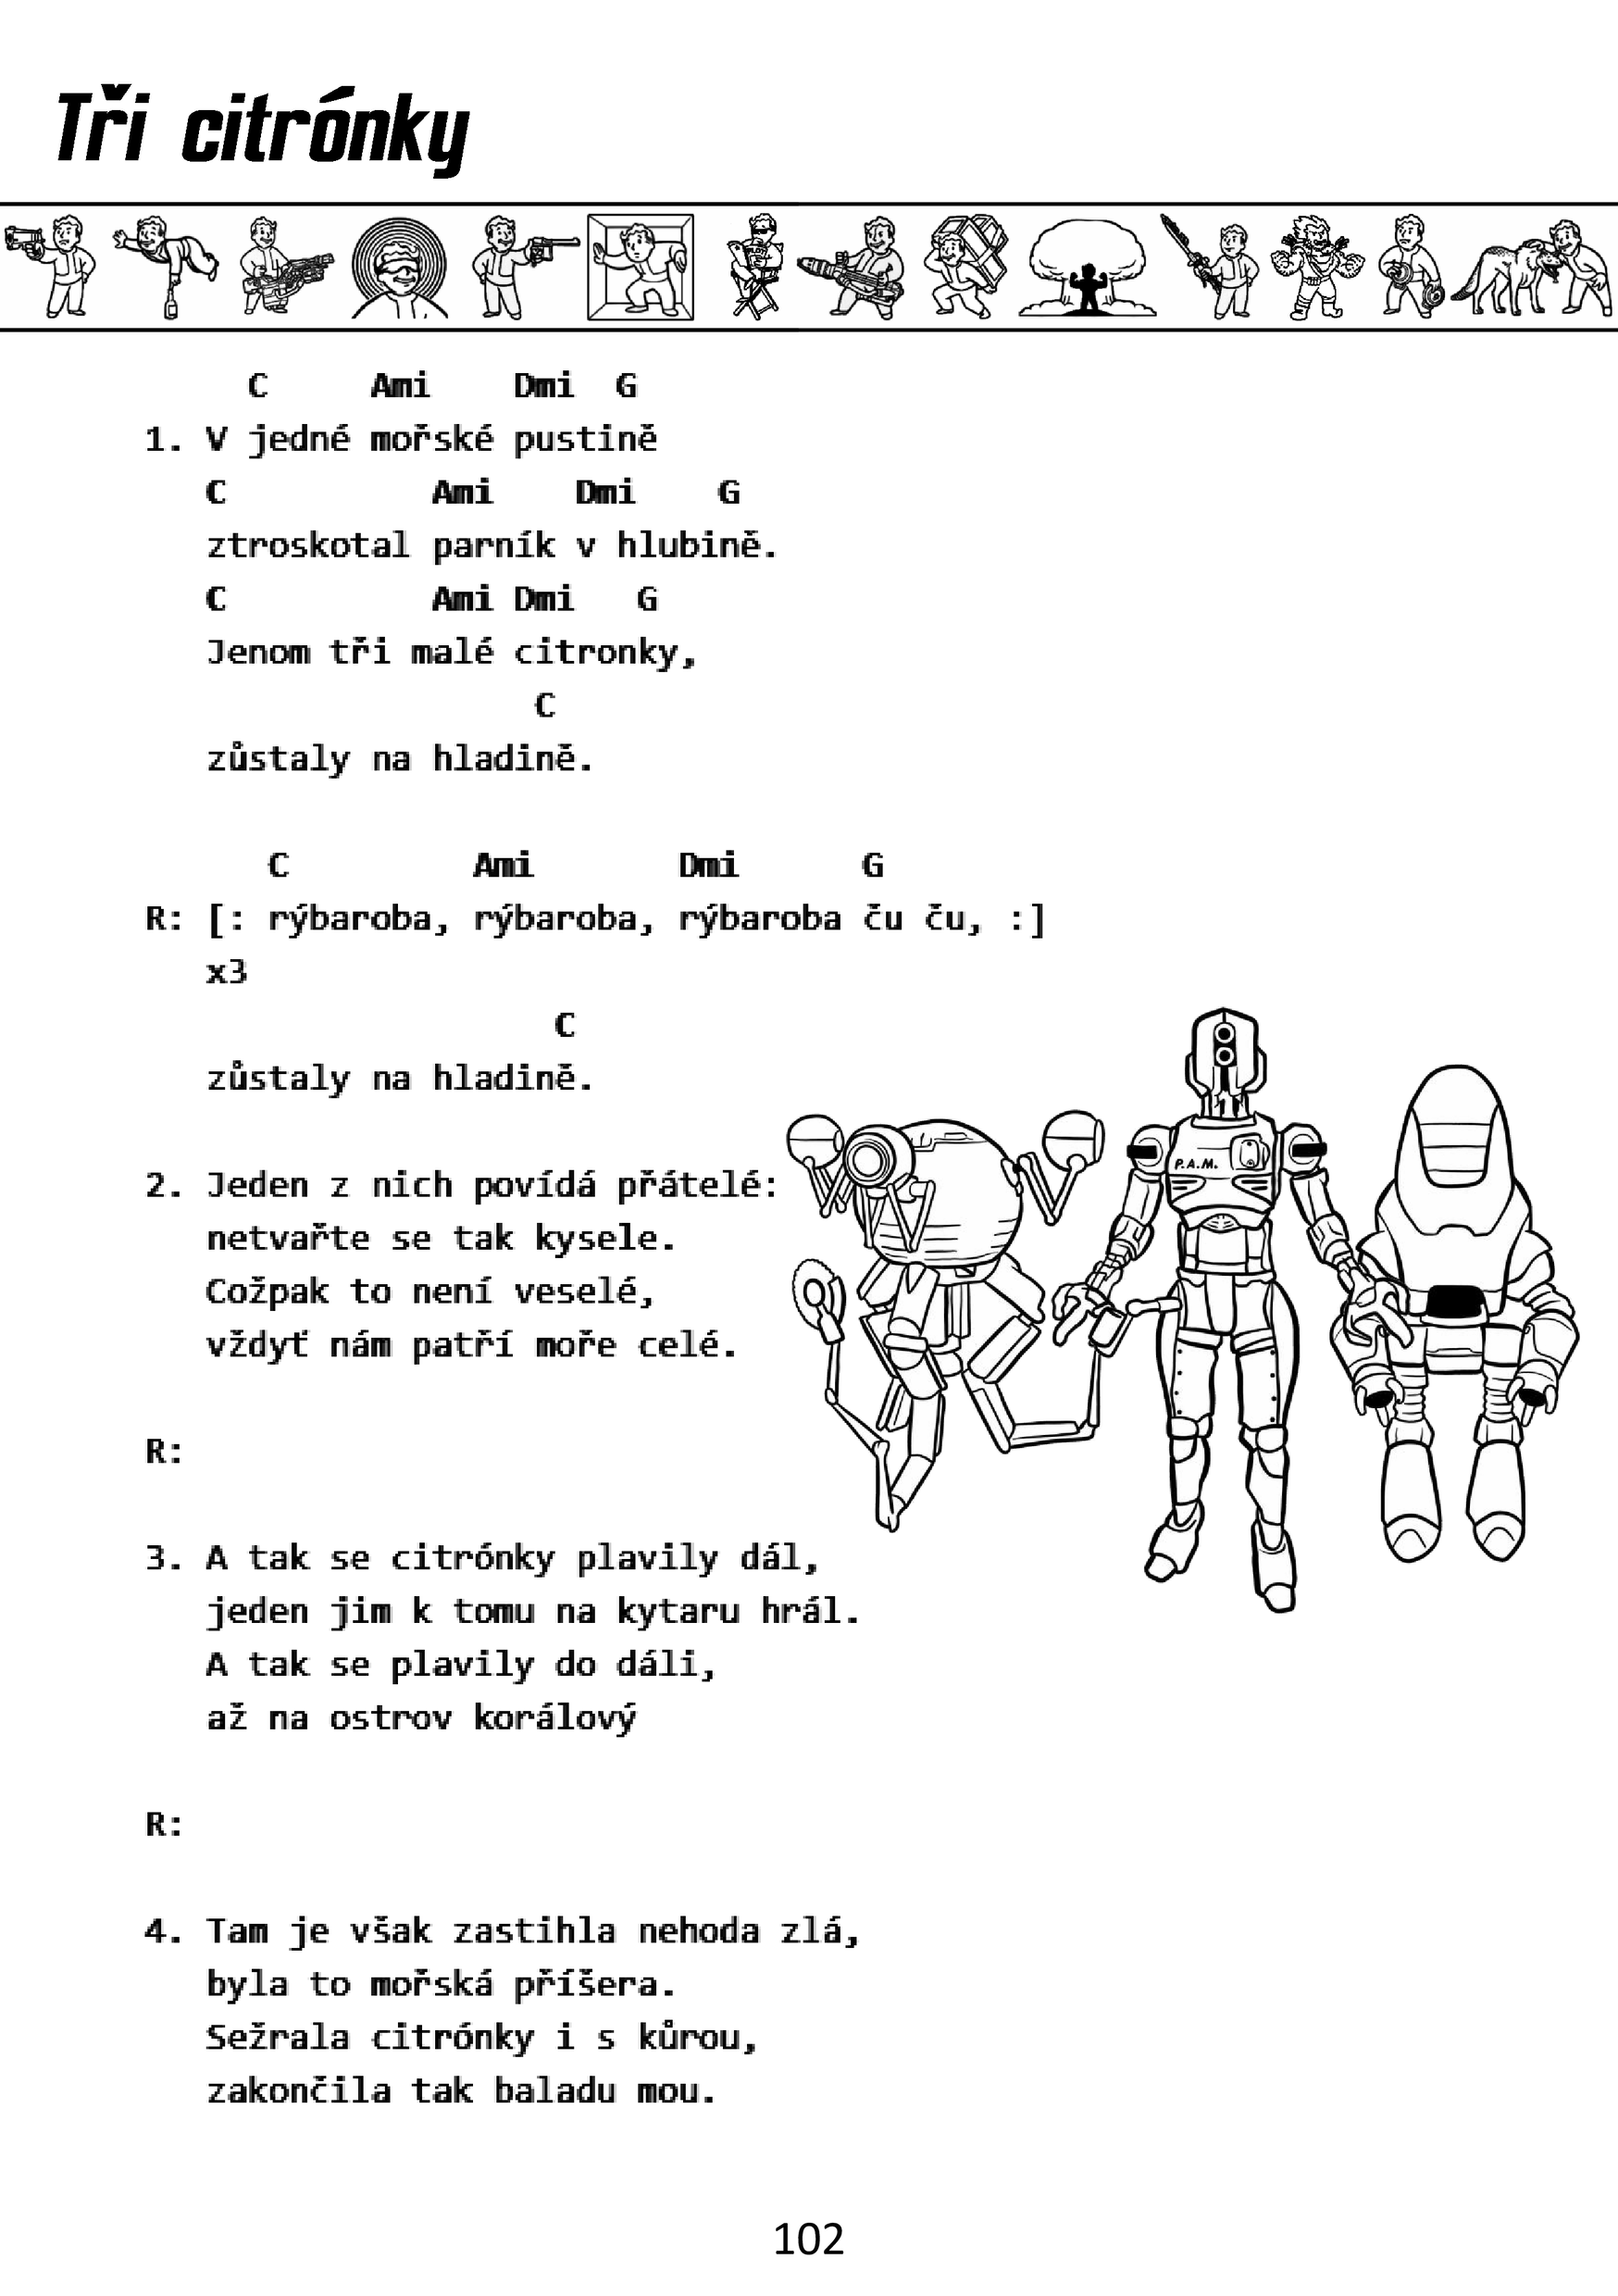 Tři citrónky
C Ami Dmi G
1. V jedné mořské pustině
C Ami Dmi G
ztroskotal parník v hlubině.
C Ami Dmi G
Jenom tři malé citronky,
C
zůstaly na hladině.
C Ami Dmi G
R: [: rýbaroba, rýbaroba, rýbaroba ču ču, :]
x3
C
zůstaly na hladině.
2. Jeden z nich povídá přátelé:
netvařte se tak kysele.
Cožpak to není veselé,
vždyť nám patří moře celé.
P.A.M.
R:
3. A tak se citrónky plavily dál,
jeden jim k tomu na kytaru hrál.
A tak se plavily do dáli,
až na ostrov korálový
R:
4. Tam je však zastihla nehoda zlá,
byla to mořská příšera.
Sežrala citrónky i s kůrou,
zakončila tak baladu mou.
102